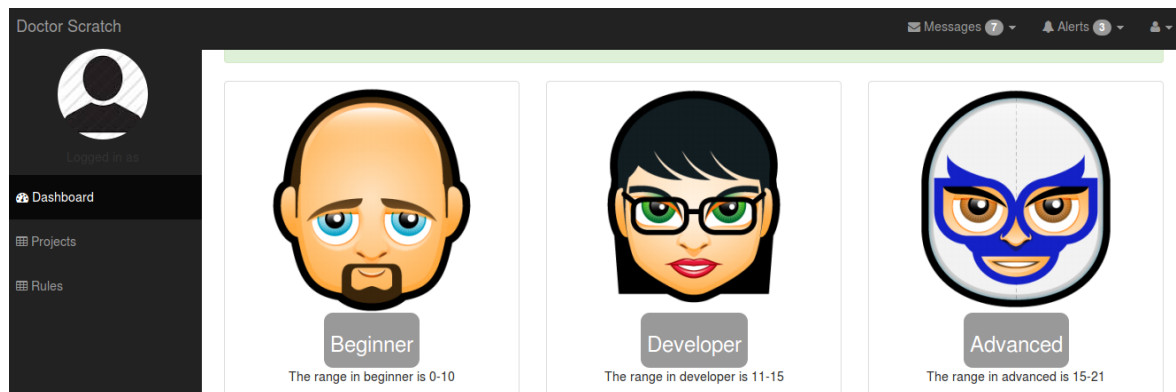 Doctor Scratch
Messages 7
Alerts 3
Logged in as
Dashboard
Projects
Rules
Beginner
The range in beginner is 0-10
Developer
The range in developer is 11-15
Advanced
The range in advanced is 15-21